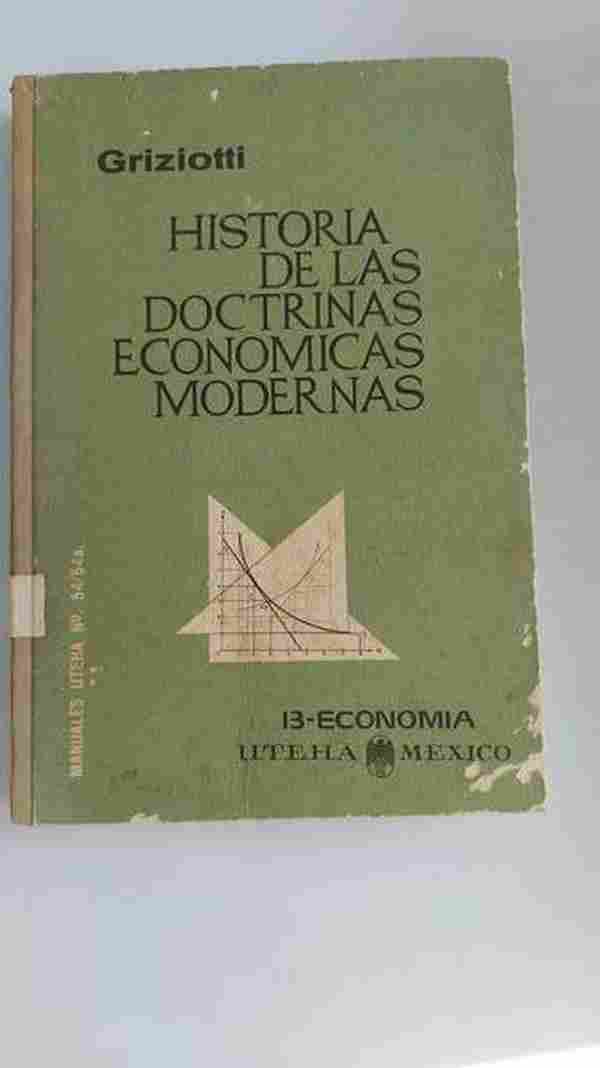 Griziotti
HISTORIA
DE LAS
DOCTRINAS
ECONOMICAS
MODERNAS
MANUALES UTEHA Nº. 54/54a.
13-ECONOMIA
UTEHA MEXICO